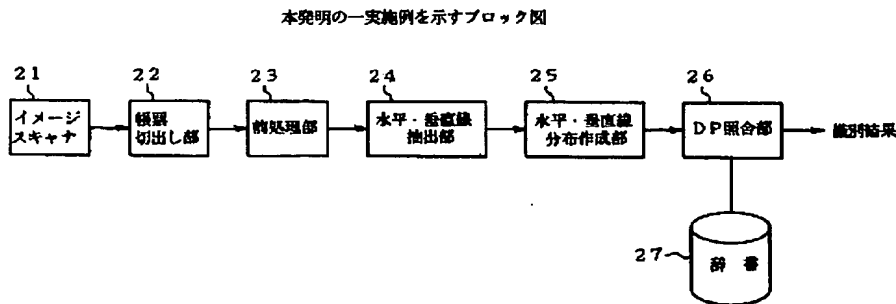 本発明の一実施例を示すブロック図
21
22
23
24
25
26
イメージ
スキャナ
帳票
切出し部
前処理部
水平・垂直線
抽出部
水平・垂直線
分布作成部
DP照合部
識別結果
27
辞書